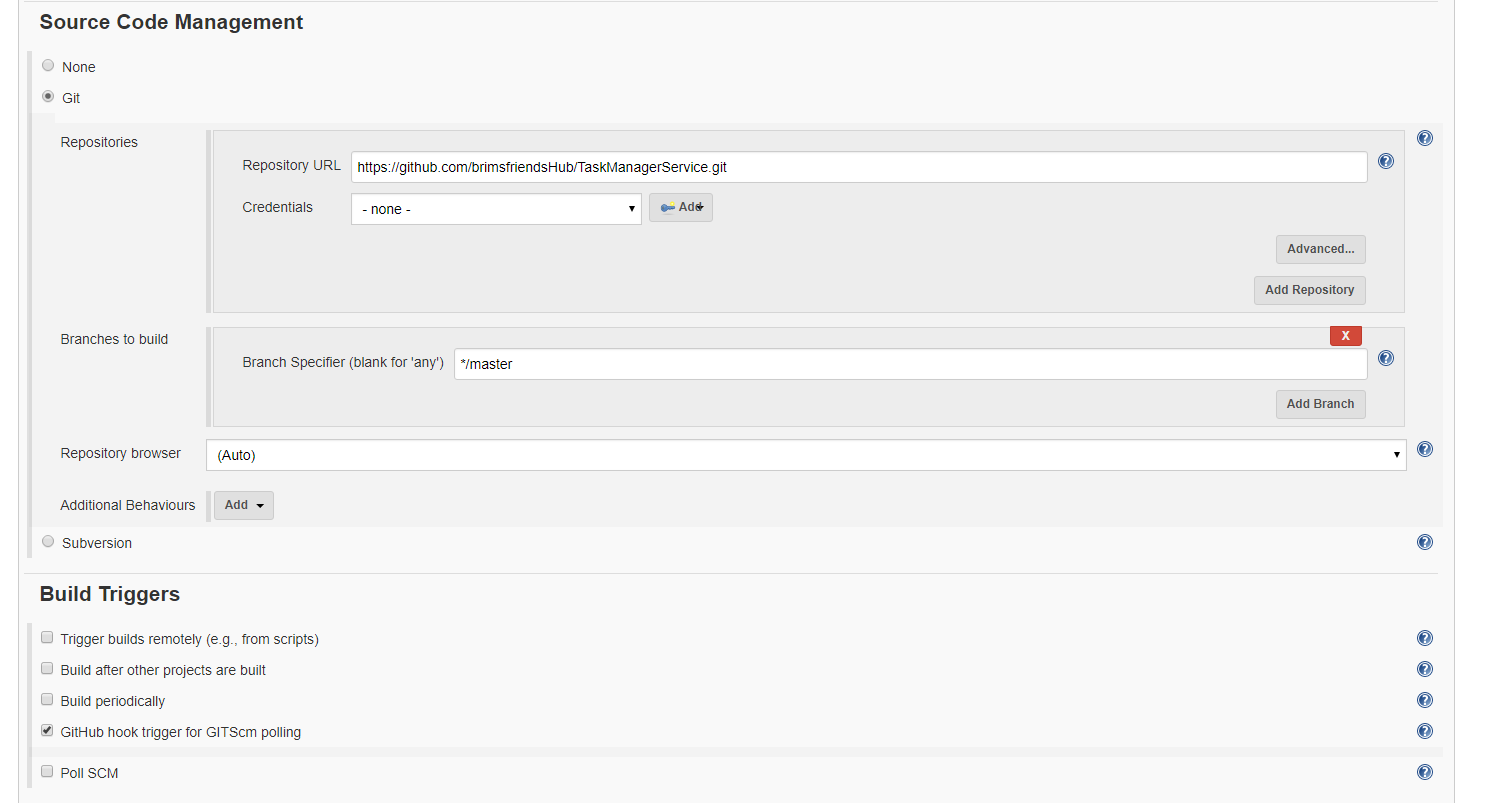 Source Code Management
None
Git
Repositories
Repository URL https://github.com/brimsfriendsHub/TaskManagerService.git
Credentials - none - Add
Advanced...
Add Repository
Branches to build
X
Branch Specifier (blank for 'any') */master
Add Branch
Repository browser (Auto)
Additional Behaviours Add
Subversion
Build Triggers
Trigger builds remotely (e.g., from scripts)
Build after other projects are built
Build periodically
GitHub hook trigger for GITScm polling
Poll SCM